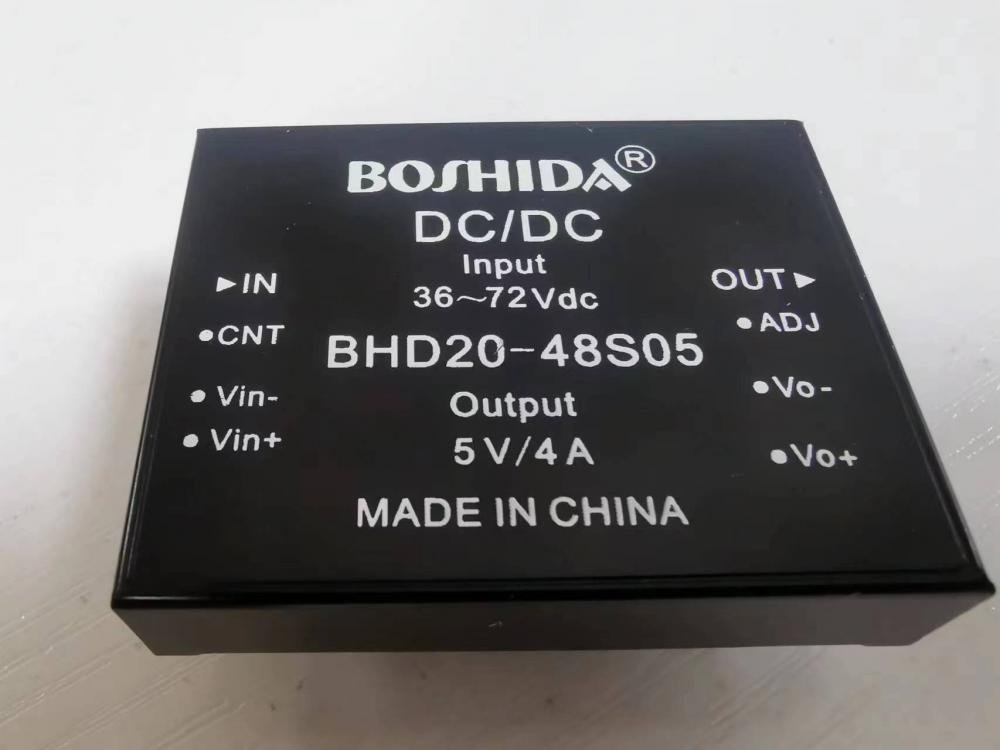 BOSHIDA®
DC/DC
Input
►IN
36~72Vdc
OUT►
●CNT
BHD20-48S05
●ADJ
● Vin-
Output
●Vo-
● Vin+
5V/4A
●Vo+
MADE IN CHINA